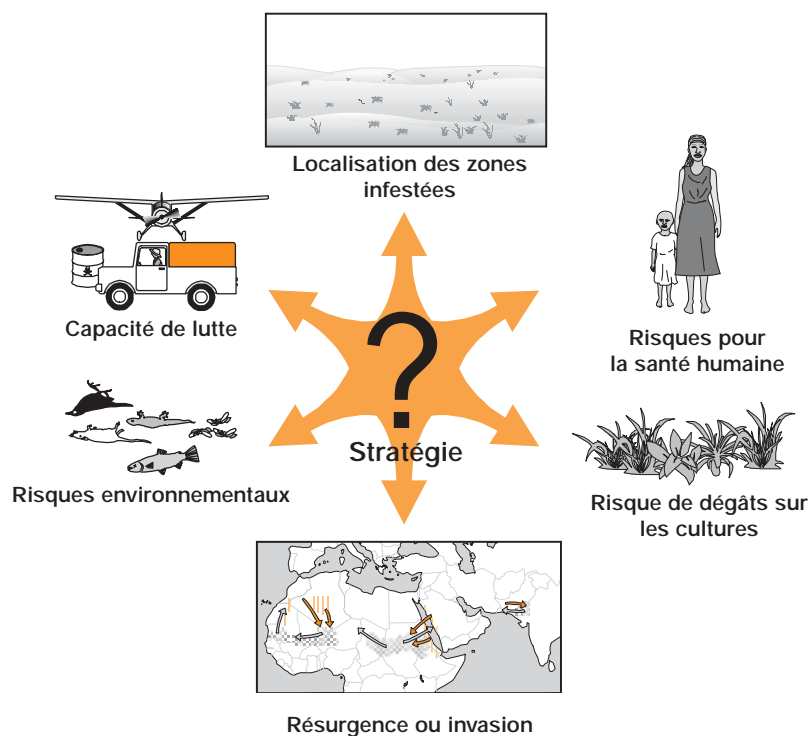 Localisation des zones
infestées
Capacité de lutte
Risques pour
la santé humaine
?
Stratégie
Risques environnementaux
Risque de dégâts sur
les cultures
Résurgence ou invasion